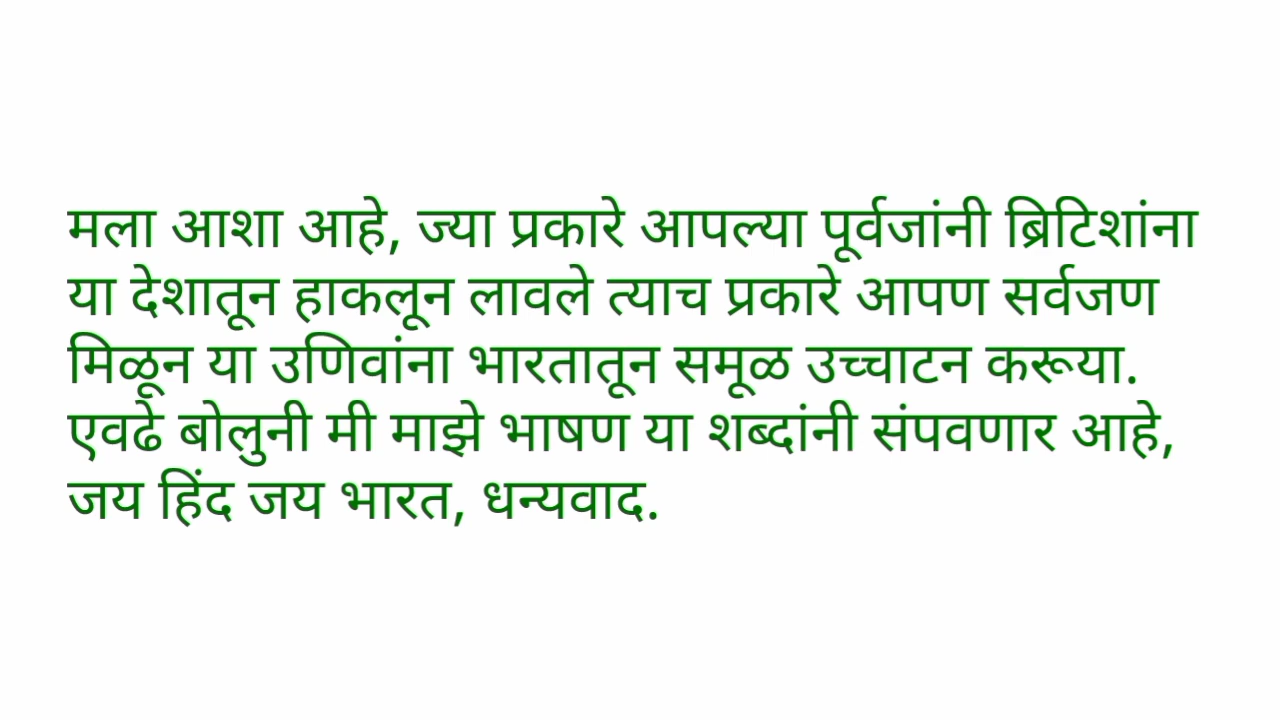 मला आशा आहे, ज्या प्रकारे आपल्या पूर्वजांनी ब्रिटिशांना
या देशातून हाकलून लावले त्याच प्रकारे आपण सर्वजण
मिळून या उणिवांना भारतातून समूळ उच्चाटन करूया.
एवढे बोलुनी मी माझे भाषण या शब्दांनी संपवणार आहे,
जय हिंद जय भारत, धन्यवाद.